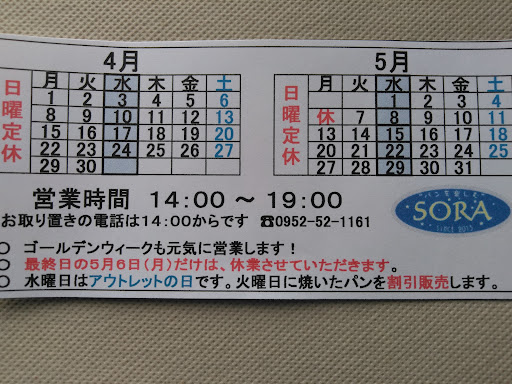 4月
日曜定休
月 火 水 木 金 土
1 2 3 4 5 6
8 9 10 11 12 13
15 16 17 18 19 20
22 23 24 25 26 27
29 30
5月
日曜定休
月 火 水 木 金 土
1 2 3 4
休 7 8 9 10 11
13 14 15 16 17 18
20 21 22 23 24 25
27 28 29 30 31
営業時間 14:00 ~ 19:00
お取り置きの電話は14:00からです ☎0952-52-1161
パンを楽しむ
SORA
SINCE 2013
○ ゴールデンウィークも元気に営業します!
○ 最終日の5月6日(月)だけは、休業させていただきます。
○ 水曜日はアウトレットの日です。火曜日に焼いたパンを割引販売します。